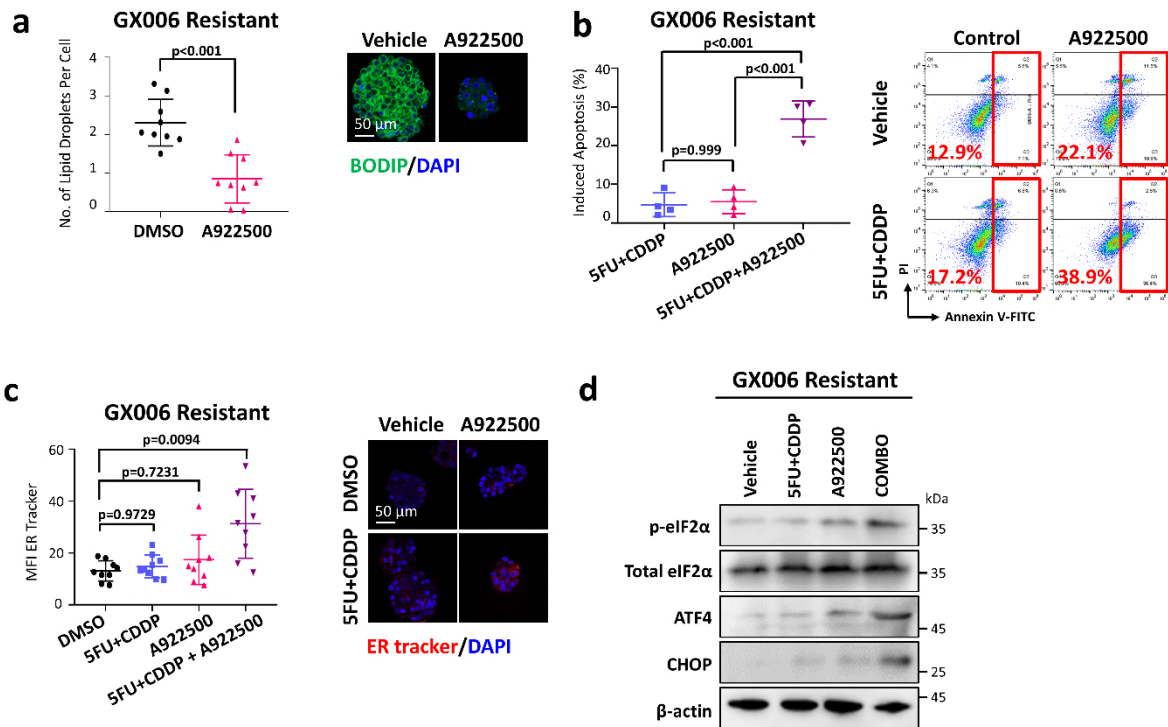 a
GX006 Resistant
p<0.001
No. of Lipid Droplets Per Cell
4
3
2
1
0
DMSO
A922500
Vehicle
A922500
50 µm
BODIP/DAPI
b
GX006 Resistant
p<0.001
p<0.001
p=0.999
Induced Apoptosis (%)
40
30
20
10
0
5FU+CDDP
A922500
5FU+CDDP+A922500
Control
A922500
Vehicle
12.9%
22.1%
5FU+CDDP
17.2%
38.9%
PI
Annexin V-FITC
c
GX006 Resistant
p=0.0094
p=0.7231
p=0.9729
MFI ER Tracker
60
40
20
0
DMSO
5FU+CDDP
A922500
5FU+CDDP + A922500
Vehicle
A922500
DMSO
50 µm
5FU+CDDP
ER tracker/DAPI
d
GX006 Resistant
Vehicle
5FU+CDDP
A922500
COMBO
kDa
p-eIF2α
35
Total eIF2α
35
ATF4
45
CHOP
25
45
β-actin